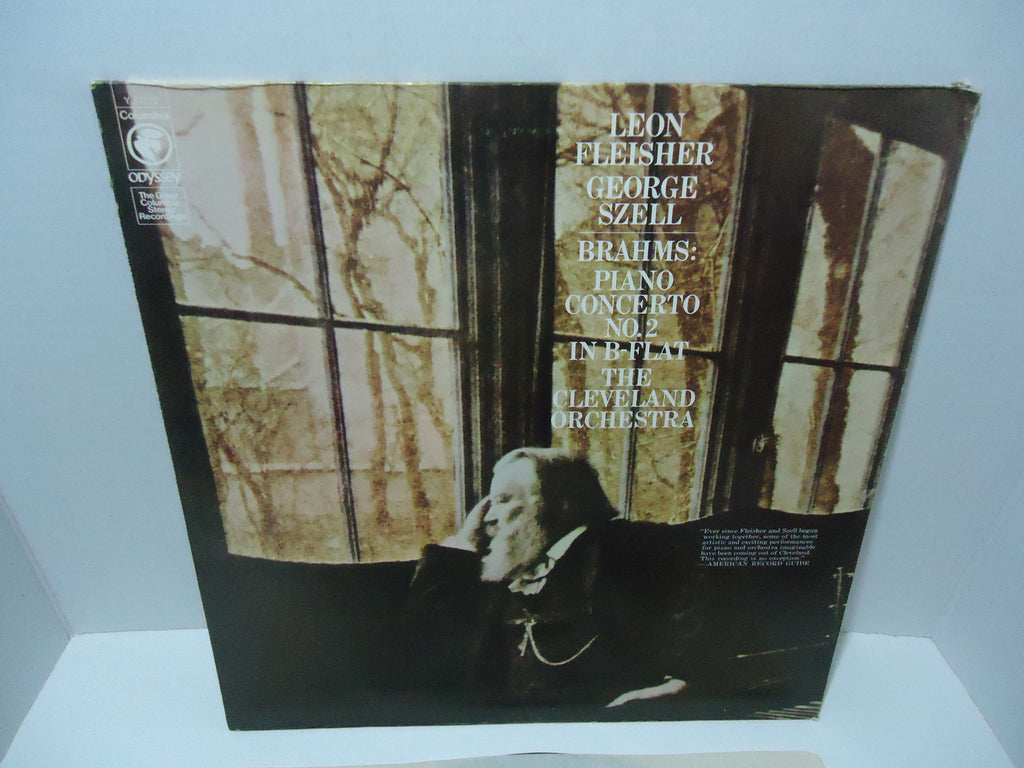 Columbia
ODYSSEY
The Great
Columbia
Stereo
Recordings
LEON
FLEISHER
GEORGE
SZELL
BRAHMS:
PIANO
CONCERTO
NO. 2
IN B-FLAT
THE
CLEVELAND
ORCHESTRA
"Ever since Fleisher and Szell began
working together, some of the most
artistic and exciting performances
for piano and orchestra imaginable
have been coming out of Cleveland.
This recording is no exception."
—AMERICAN RECORD GUIDE